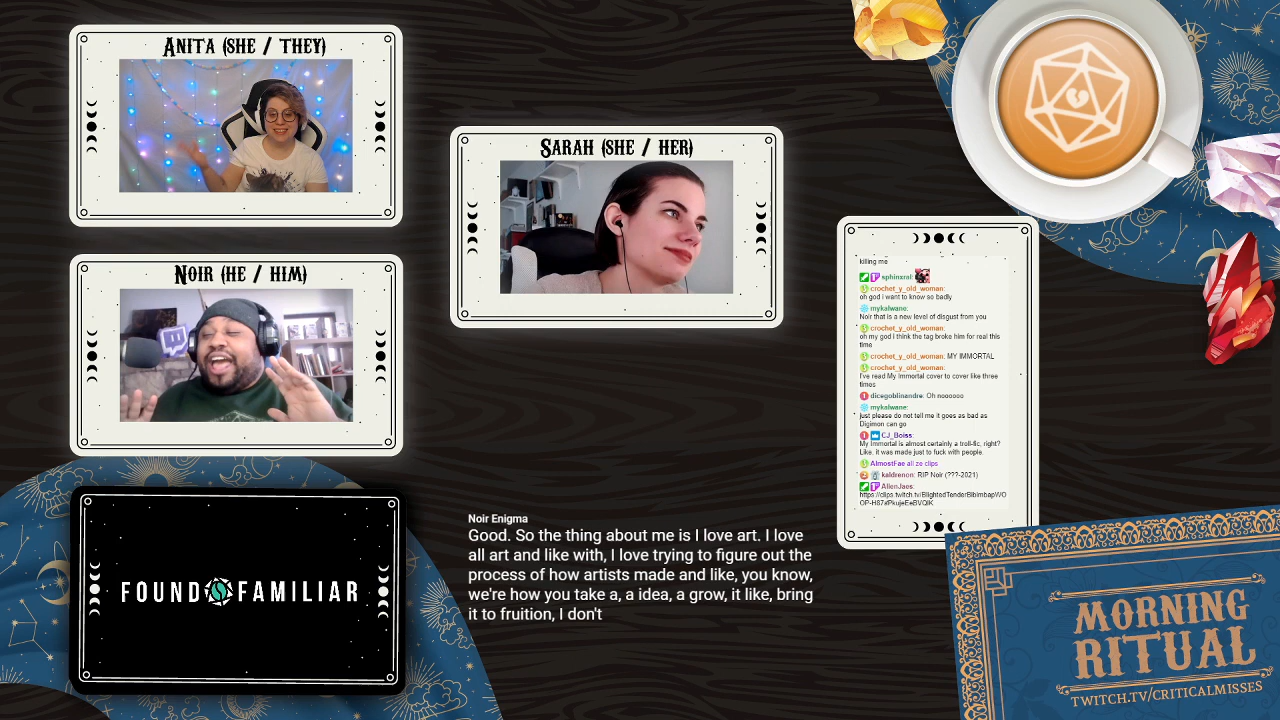 ANITA (SHE / THEY)
SARAH (SHE / HER)
NOIR (HE / HIM)
killing me
sphinxral:
crochet_y_old_woman:
oh god i want to know so badly
mykalwane:
Noir that is a new level of disgust from you
crochet_y_old_woman:
oh my god i think the tag broke him for real this
time
crochet_y_old_woman: MY IMMORTAL
crochet_y_old_woman:
I've read My Immortal cover to cover like three
times
dicegoblinandre: Oh noooooo
mykalwane:
just please do not tell me it goes as bad as
Digimon can go
CJ_Boiss:
My Immortal is almost certainly a troll-fic, right?
Like, it was made just to fuck with people.
AlmostFae all ze clips
kaldrenon: RIP Noir (???-2021)
AlienJaes:
FOUND FAMILIAR
Noir Enigma
Good. So the thing about me is I love art. I love
all art and like with, I love trying to figure out the
process of how artists made and like, you know,
we're how you take a, a idea, a grow, it like, bring
it to fruition, I don't
MORNING
RITUAL
TWITCH.TV/CRITICALMISSES